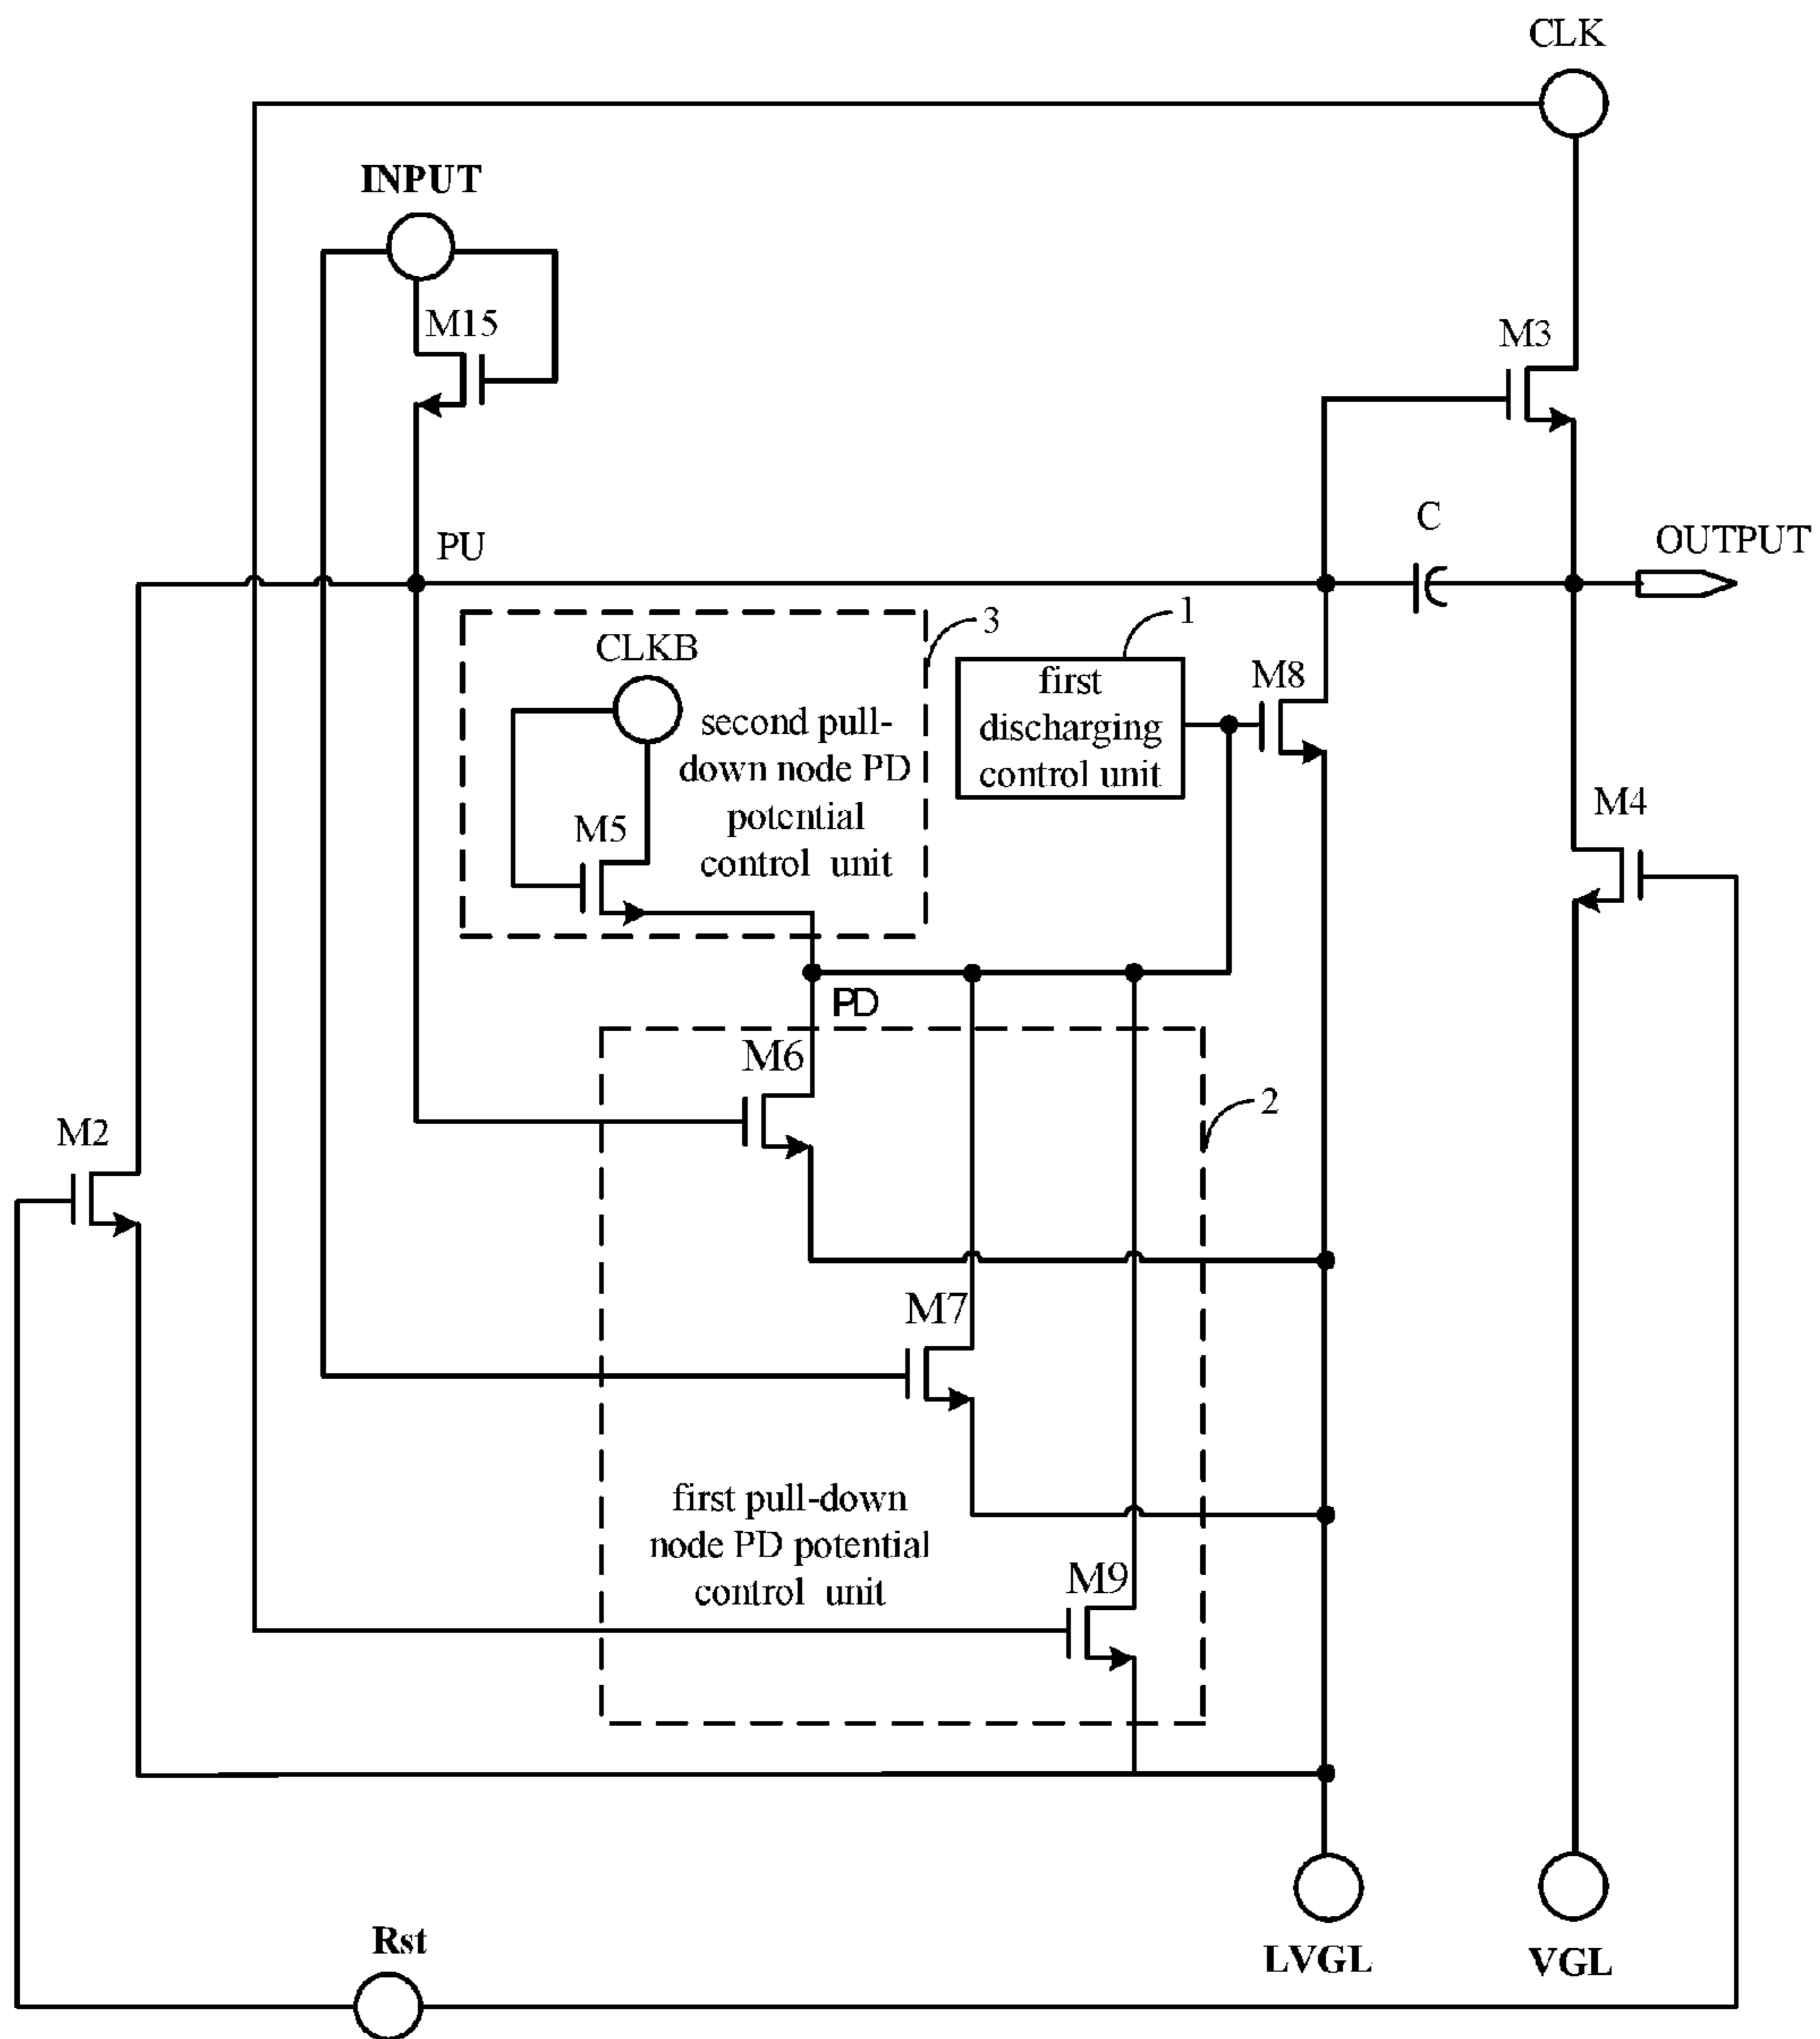 CLK
INPUT
M15
M3
C
OUTPUT
PU
3
1
CLKB
first
discharging
control unit
M8
second pull-
down node PD
potential
control unit
M5
M4
PD
M6
2
M2
M7
first pull-down
node PD potential
control unit
M9
Rst
LVGL
VGL